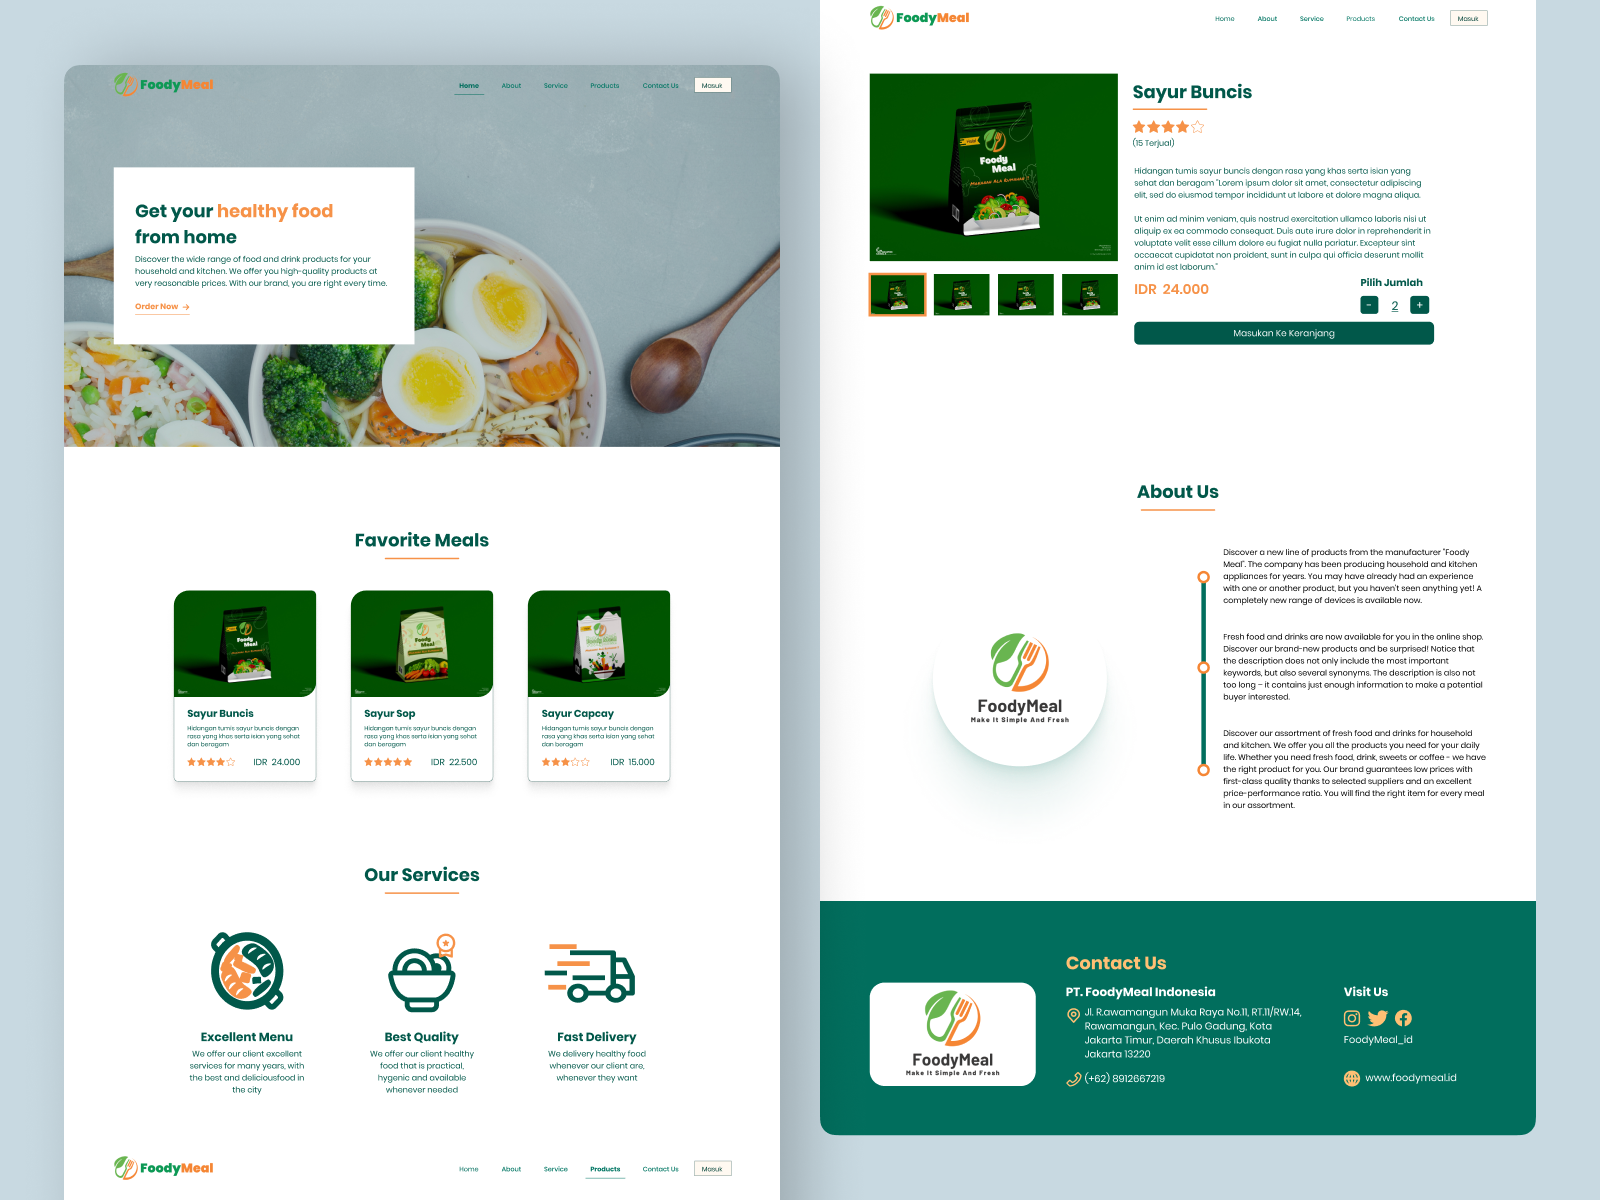 FoodyMeal
Home About Service Products Contact Us Masuk
Get your healthy food
from home
Discover the wide range of food and drink products for your
household and kitchen. We offer you high-quality products at
very reasonable prices. With our brand, you are right every time.
Order Now →
Favorite Meals
Foody
Meal
Sayur Buncis
Hidangan tumis sayur buncis dengan
rasa yang khas serta isian yang sehat
dan beragam
IDR 24.000
Foody
Meal
Sayur Sop
Hidangan tumis sayur buncis dengan
rasa yang khas serta isian yang sehat
dan beragam
IDR 22.500
Sayur Capcay
Hidangan tumis sayur buncis dengan
rasa yang khas serta isian yang sehat
dan beragam
IDR 15.000
Our Services
Excellent Menu
We offer our client excellent
services for many years, with
the best and deliciousfood in
the city
Best Quality
We offer our client healthy
food that is practical,
hygenic and available
whenever needed
Fast Delivery
We delivery healthy food
whenever our client are,
whenever they want
FoodyMeal
Home About Service Products Contact Us Masuk
FoodyMeal
Home About Service Products Contact Us Masuk
Foody
Meal
Makanan Ala Rumahan
Sayur Buncis
(15 Terjual)
Hidangan tumis sayur buncis dengan rasa yang khas serta isian yang
sehat dan beragam "Lorem ipsum dolor sit amet, consectetur adipiscing
elit, sed do eiusmod tempor incididunt ut labore et dolore magna aliqua.
Ut enim ad minim veniam, quis nostrud exercitation ullamco laboris nisi ut
aliquip ex ea commodo consequat. Duis aute irure dolor in reprehenderit in
voluptate velit esse cillum dolore eu fugiat nulla pariatur. Excepteur sint
occaecat cupidatat non proident, sunt in culpa qui officia deserunt mollit
anim id est laborum."
IDR 24.000
Pilih Jumlah
- 2 +
Masukan Ke Keranjang
About Us
FoodyMeal
Make It Simple And Fresh
Discover a new line of products from the manufacturer "Foody
Meal". The company has been producing household and kitchen
appliances for years. You may have already had an experience
with one or another product, but you haven't seen anything yet! A
completely new range of devices is available now.
Fresh food and drinks are now available for you in the online shop.
Discover our brand-new products and be surprised! Notice that
the description does not only include the most important
keywords, but also several synonyms. The description is also not
too long – it contains just enough information to make a potential
buyer interested.
Discover our assortment of fresh food and drinks for household
and kitchen. We offer you all the products you need for your daily
life. Whether you need fresh food, drink, sweets or coffee - we have
the right product for you. Our brand guarantees low prices with
first-class quality thanks to selected suppliers and an excellent
price-performance ratio. You will find the right item for every meal
in our assortment.
FoodyMeal
Make It Simple And Fresh
Contact Us
PT. FoodyMeal Indonesia
Jl. R.awamangun Muka Raya No.11, RT.11/RW.14,
Rawamangun, Kec. Pulo Gadung, Kota
Jakarta Timur, Daerah Khusus Ibukota
Jakarta 13220
(+62) 8912667219
Visit Us
FoodyMeal_id
www.foodymeal.id